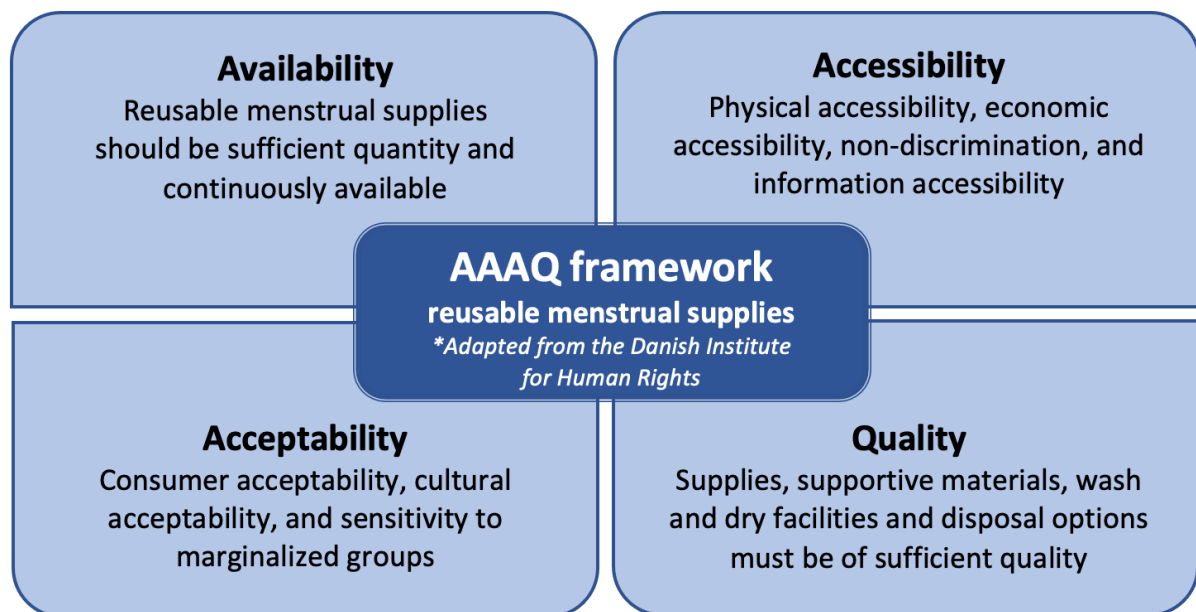 Availability
Reusable menstrual supplies
should be sufficient quantity and
continuously available
Accessibility
Physical accessibility, economic
accessibility, non-discrimination, and
information accessibility
AAAQ framework
reusable menstrual supplies
*Adapted from the Danish Institute
for Human Rights
Acceptability
Consumer acceptability, cultural
acceptability, and sensitivity to
marginalized groups
Quality
Supplies, supportive materials, wash
and dry facilities and disposal options
must be of sufficient quality